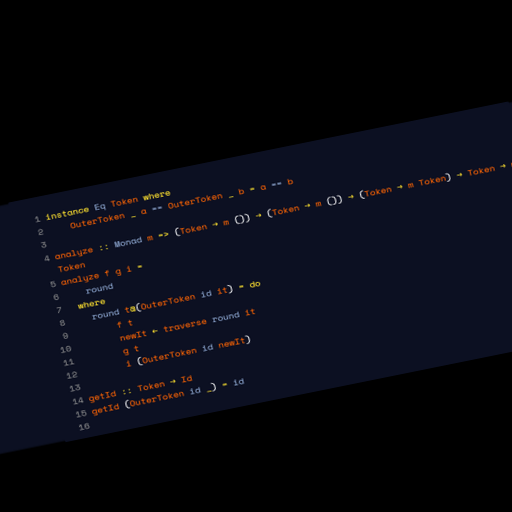 1 instance Eq Token where
2 OuterToken _ a == OuterToken _ b = a == b
3
4 analyze :: Monad m => (Token → m ()) → (Token → m ()) → (Token → m Token) → Token →
Token
5 analyze f g i =
6 round
7 where
8 round t@(OuterToken id it) = do
9 f t
10 newIt ← traverse round it
11 g t
12 i (OuterToken id newIt)
13
14 getId :: Token → Id
15 getId (OuterToken id _) = id
16